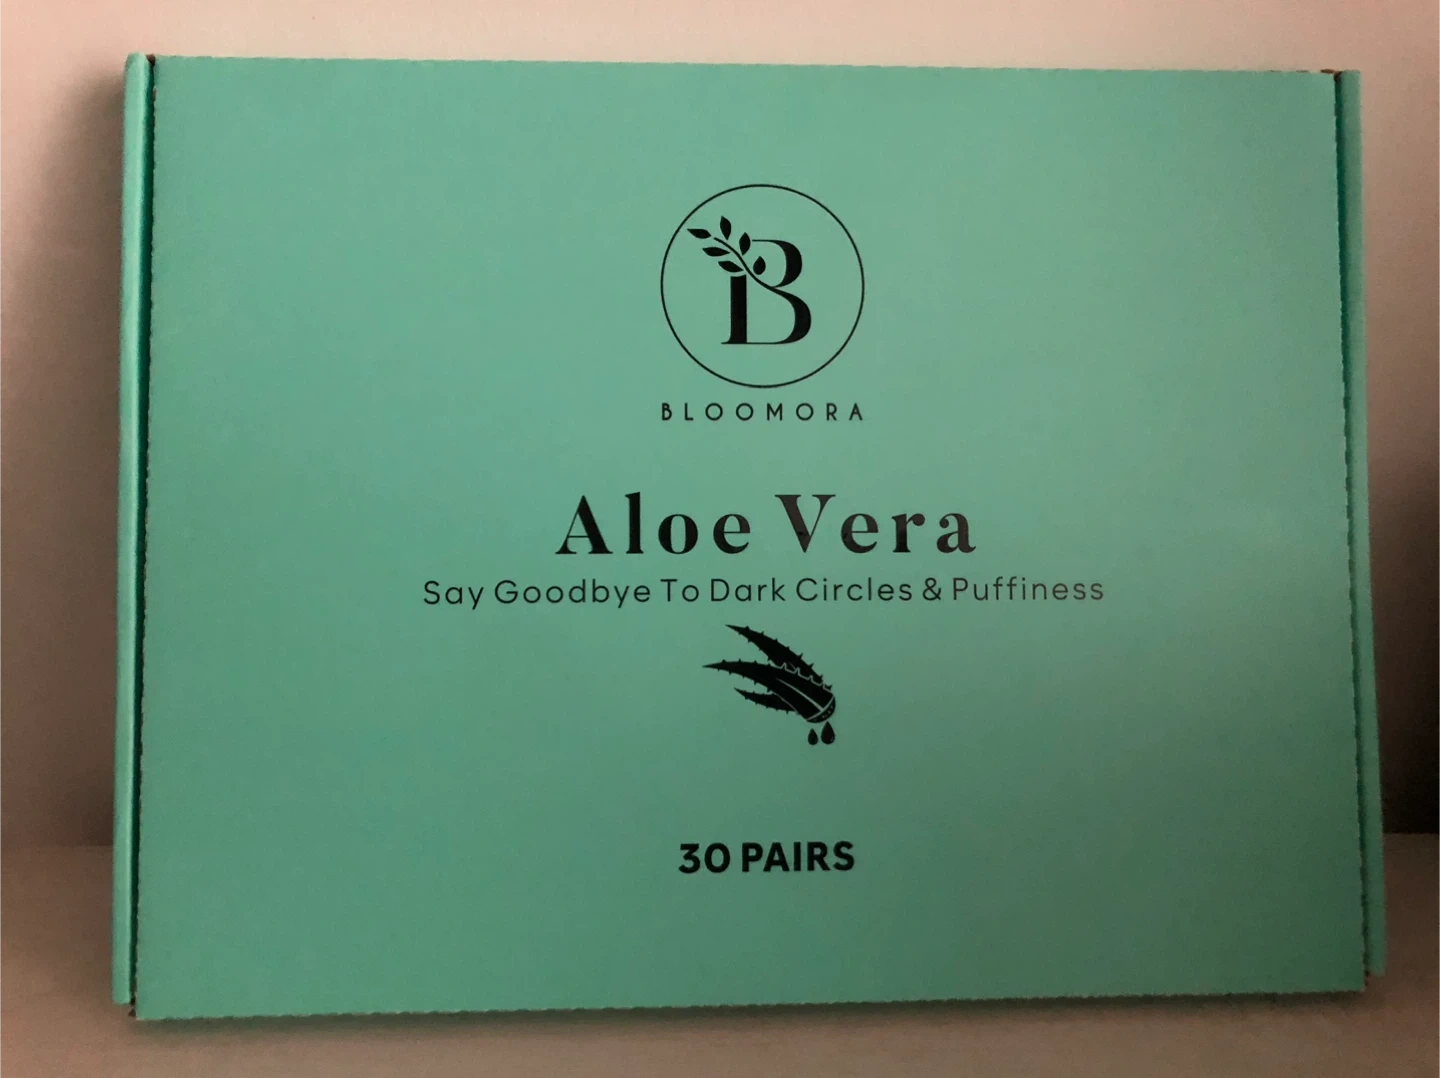 B
BLOOMORA
Aloe Vera
Say Goodbye To Dark Circles & Puffiness
30 PAIRS